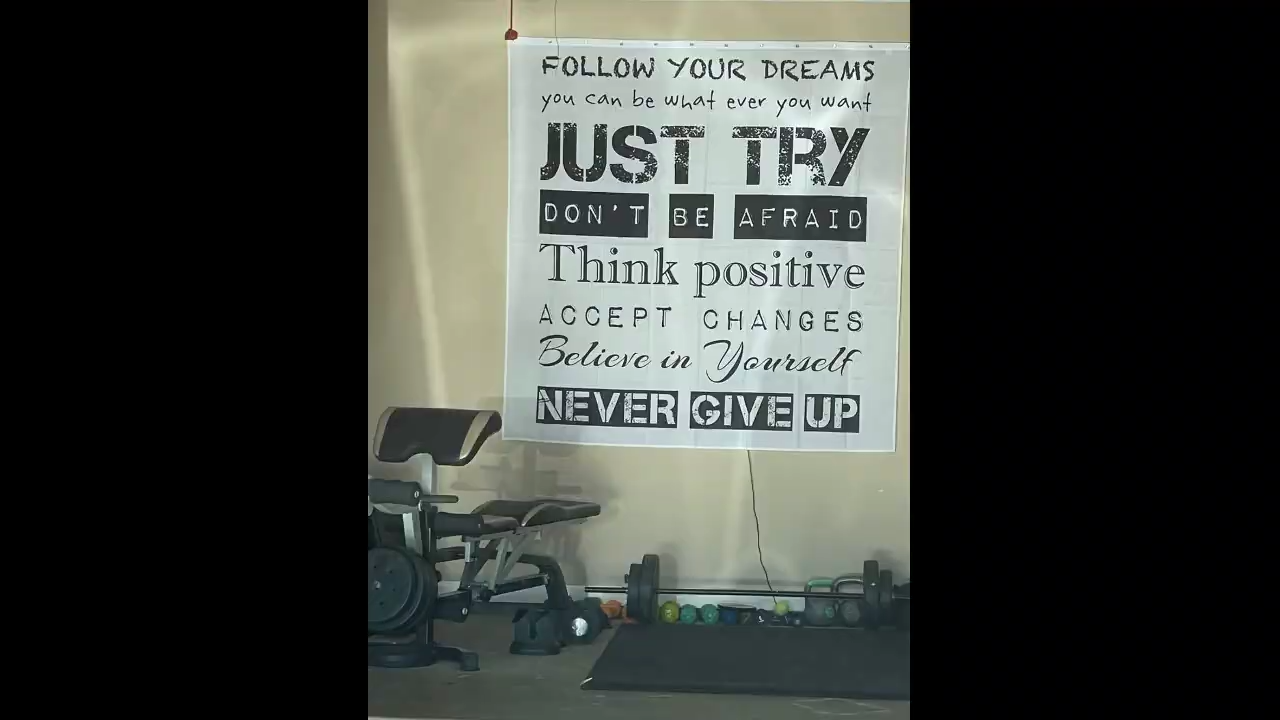 FOLLOW YOUR DREAMS
you can be what ever you want
JUST TRY
DON'T BE AFRAID
Think positive
ACCEPT CHANGES
Believe in Yourself
NEVER GIVE UP